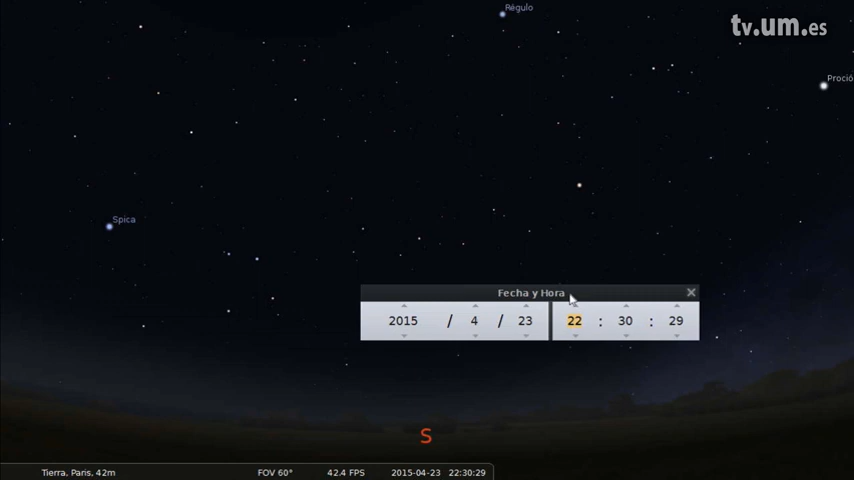 Régulo
tv.um.es
Proció
Spica
Fecha y Hora
2015 / 4 / 23 22 : 30 : 29
S
Tierra, Paris, 42m FOV 60° 42.4 FPS 2015-04-23 22:30:29